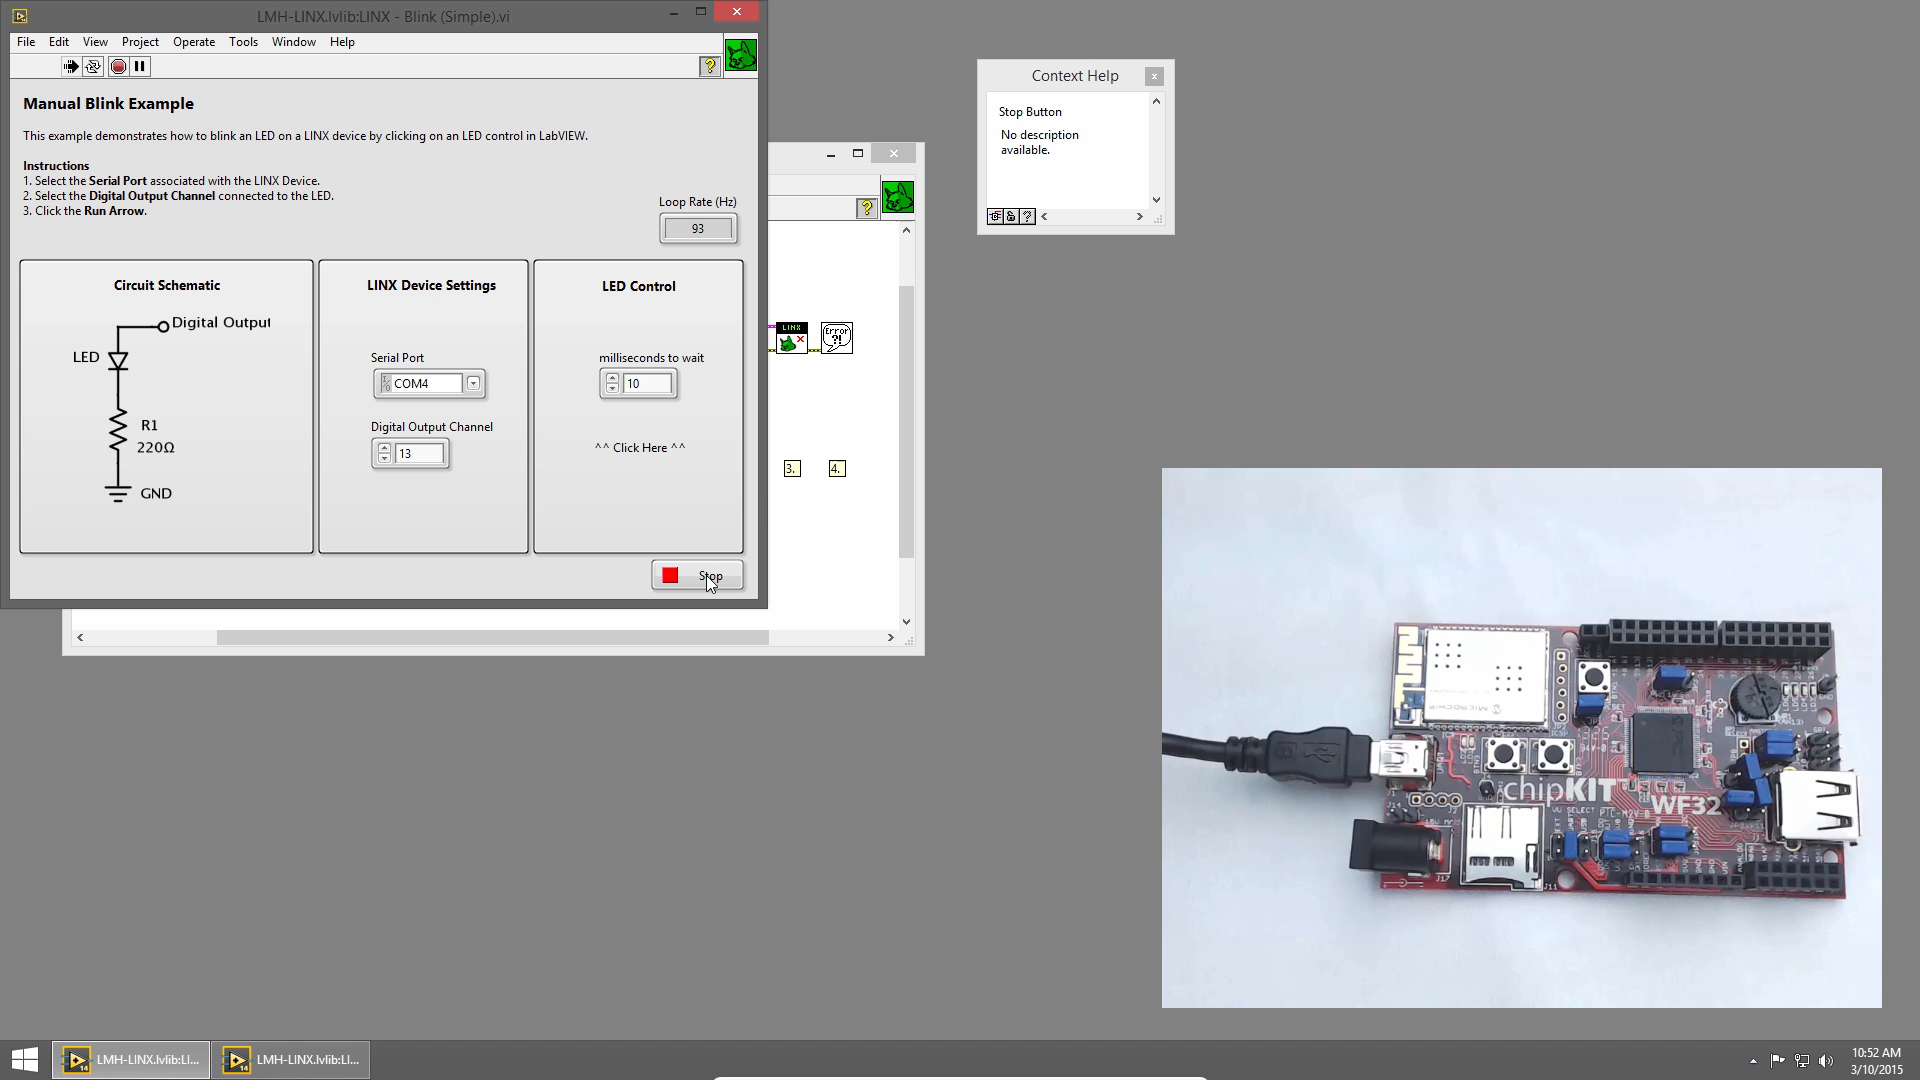 LMH-LINX.lvlib:LINX - Blink (Simple).vi
File Edit View Project Operate Tools Window Help
Manual Blink Example
This example demonstrates how to blink an LED on a LINX device by clicking on an LED control in LabVIEW.
Instructions
1. Select the Serial Port associated with the LINX Device.
2. Select the Digital Output Channel connected to the LED.
3. Click the Run Arrow.
Loop Rate (Hz)
93
Circuit Schematic
Digital Output
LED
R1
220Ω
GND
LINX Device Settings
Serial Port
COM4
Digital Output Channel
13
LED Control
milliseconds to wait
10
^^ Click Here ^^
Stop
LINX
Error
?!
3.
4.
Context Help
Stop Button
No description
available.
MICROCHIP
chipKIT
WF32
LMH-LINX.lvlib:LI...
LMH-LINX.lvlib:LI...
10:52 AM
3/10/2015